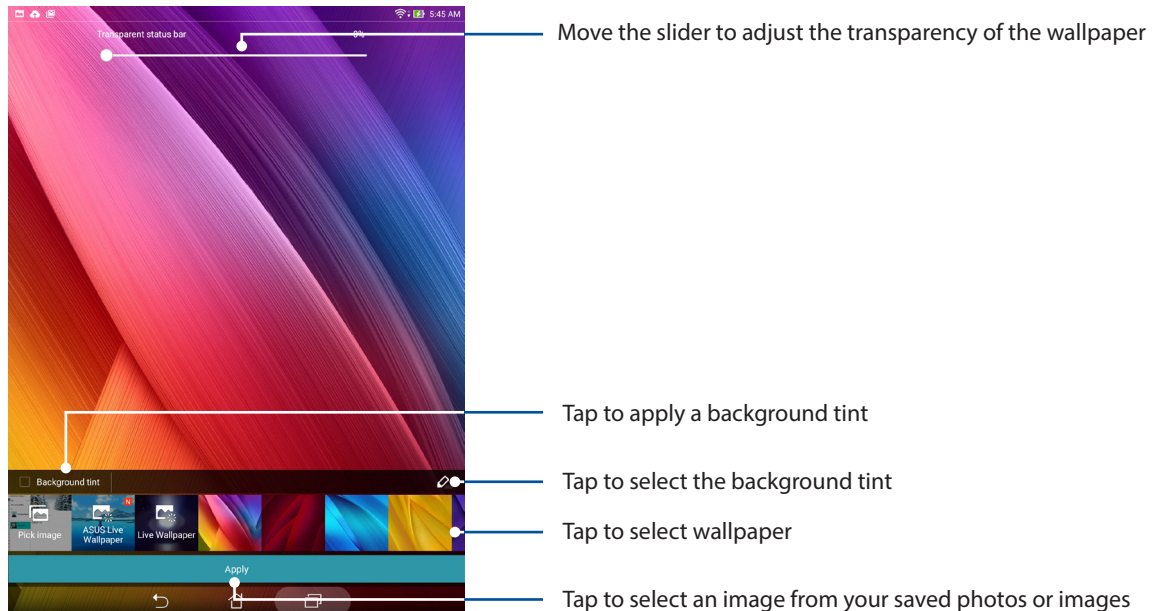 5:45 AM
Transparent status bar 0%
Move the slider to adjust the transparency of the wallpaper
Tap to apply a background tint
Background tint
Tap to select the background tint
N
Pick image
ASUS Live
Wallpaper
Live Wallpaper
Tap to select wallpaper
Apply
Tap to select an image from your saved photos or images